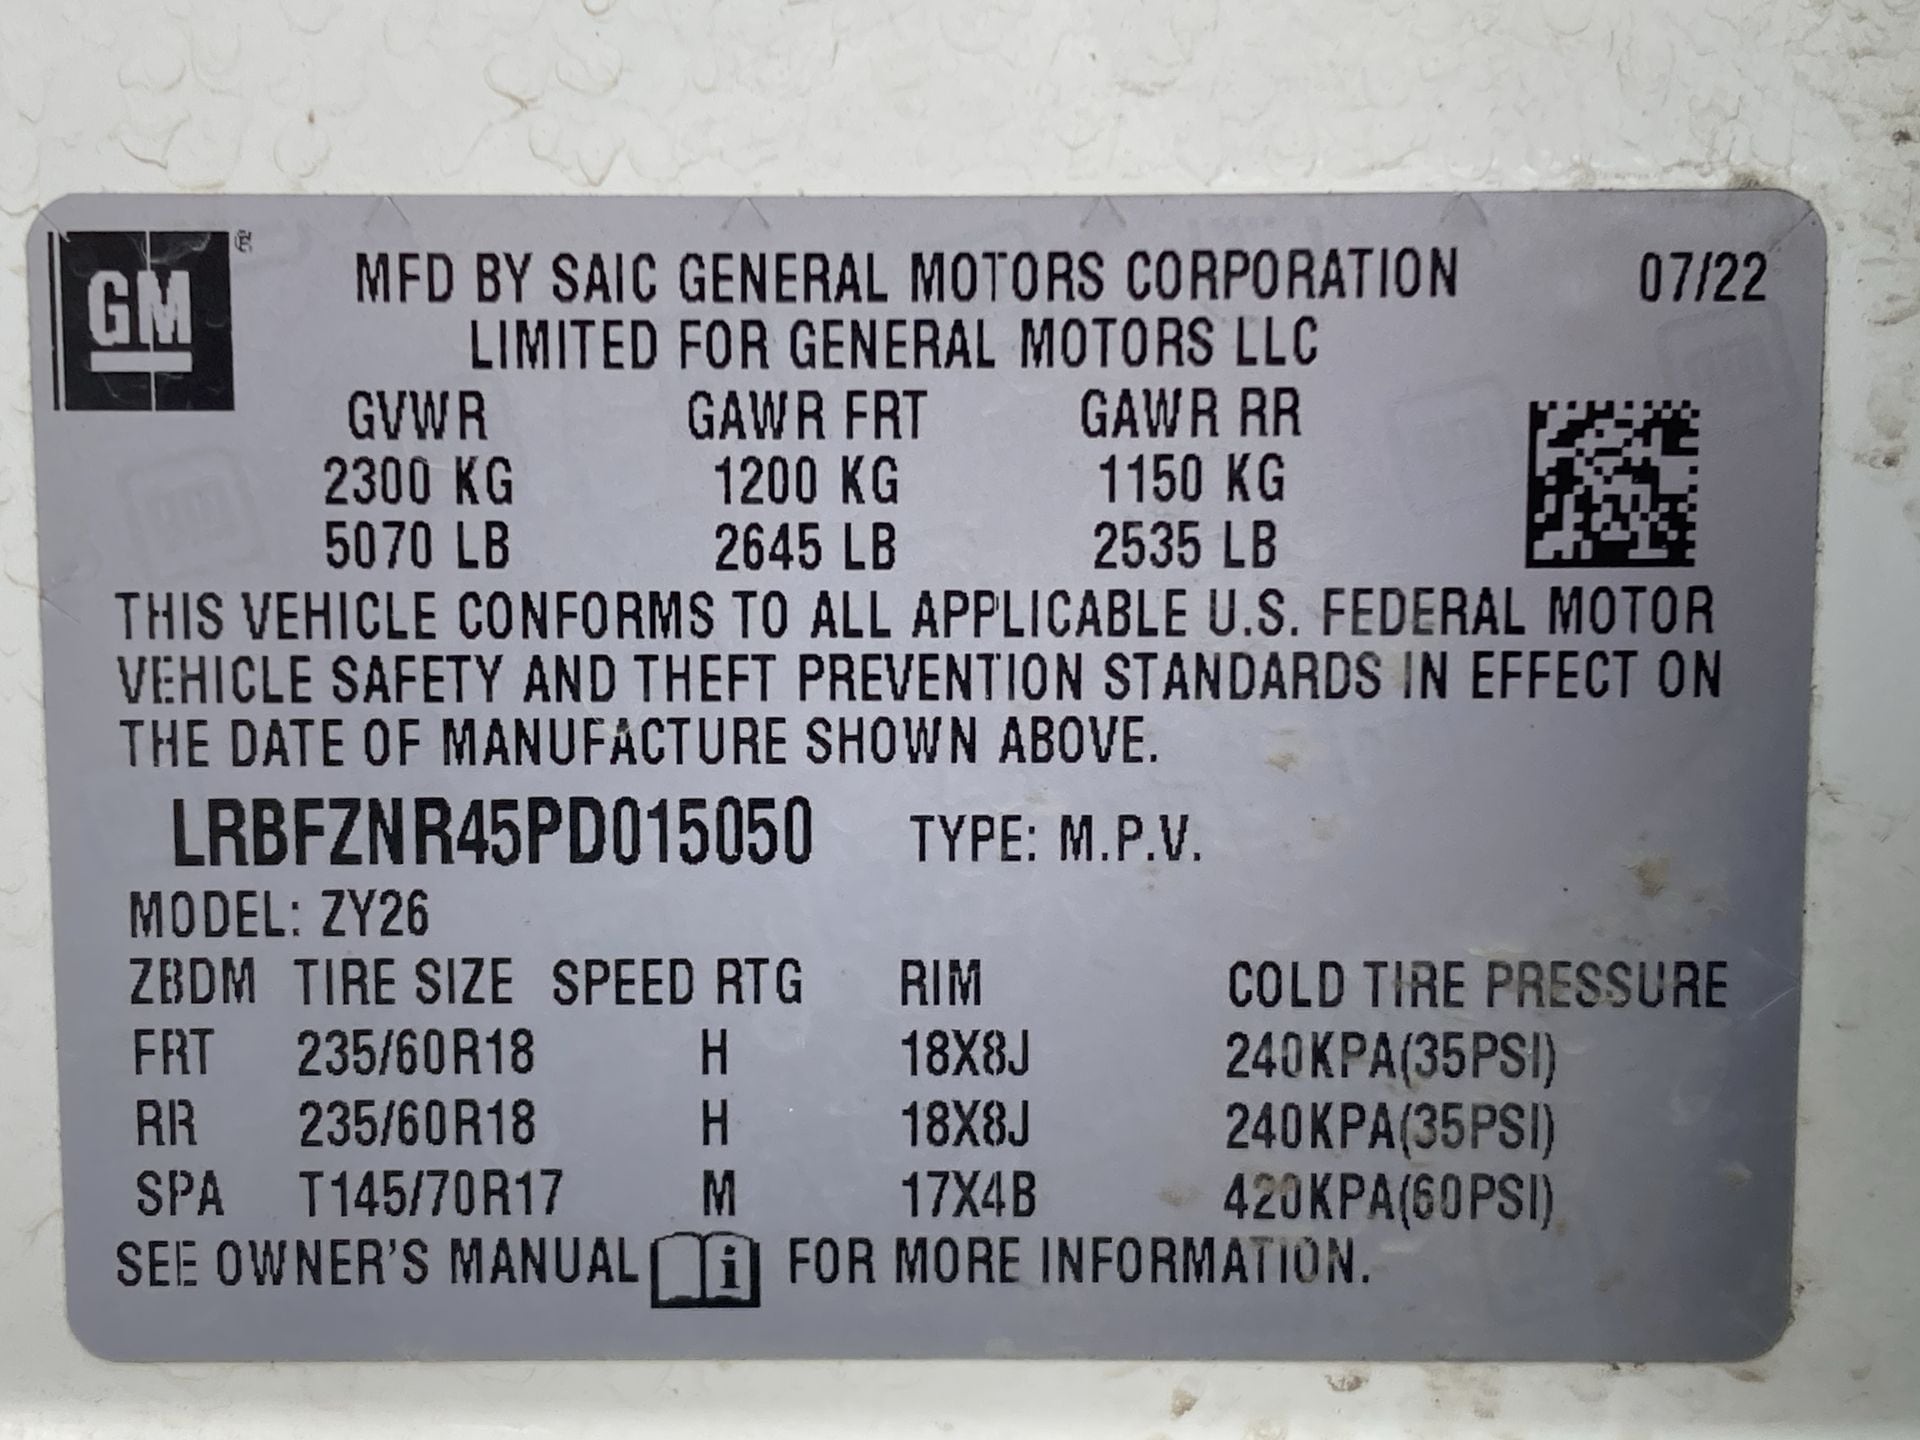 GM ®
MFD BY SAIC GENERAL MOTORS CORPORATION 07/22
LIMITED FOR GENERAL MOTORS LLC
GVWR GAWR FRT GAWR RR
2300 KG 1200 KG 1150 KG
5070 LB 2645 LB 2535 LB
THIS VEHICLE CONFORMS TO ALL APPLICABLE U.S. FEDERAL MOTOR
VEHICLE SAFETY AND THEFT PREVENTION STANDARDS IN EFFECT ON
THE DATE OF MANUFACTURE SHOWN ABOVE.
LRBFZNR45PD015050 TYPE: M.P.V.
MODEL: ZY26
ZBDM TIRE SIZE SPEED RTG RIM COLD TIRE PRESSURE
FRT 235/60R18 H 18X8J 240KPA(35PSI)
RR 235/60R18 H 18X8J 240KPA(35PSI)
SPA T145/70R17 M 17X4B 420KPA(60PSI)
SEE OWNER'S MANUAL i FOR MORE INFORMATION.